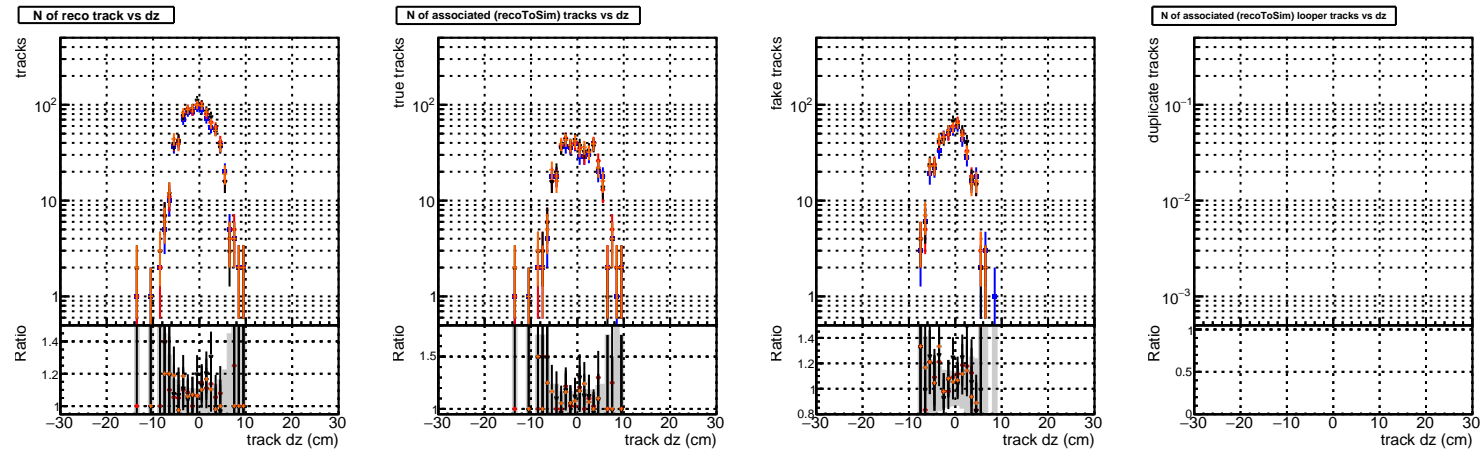 N of reco track vs dz
tracks
10²
10
1
Ratio
1.4
1.2
1
−30 −20 −10 0 10 20 30
track dz (cm)
N of associated (recoToSim) tracks vs dz
true tracks
10²
10
1
Ratio
1.5
1
−30 −20 −10 0 10 20 30
track dz (cm)
fake tracks
10²
10
1
Ratio
1.4
1.2
1
0.8
−30 −20 −10 0 10 20 30
track dz (cm)
N of associated (recoToSim) looper tracks vs dz
duplicate tracks
10⁻¹
10⁻²
10⁻³
Ratio
1
0.5
0
−30 −20 −10 0 10 20 30
track dz (cm)